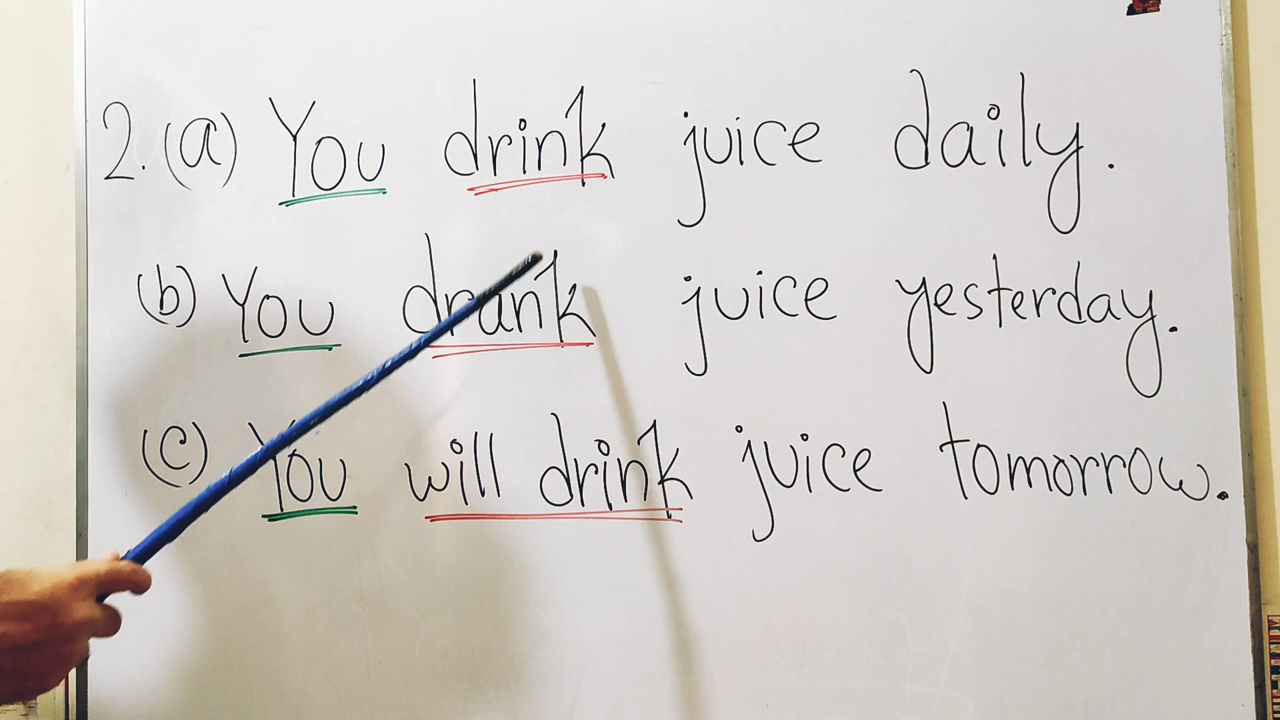 2. (a) You drink juice daily.
(b) You drank juice yesterday.
(c) You will drink juice tomorrow.